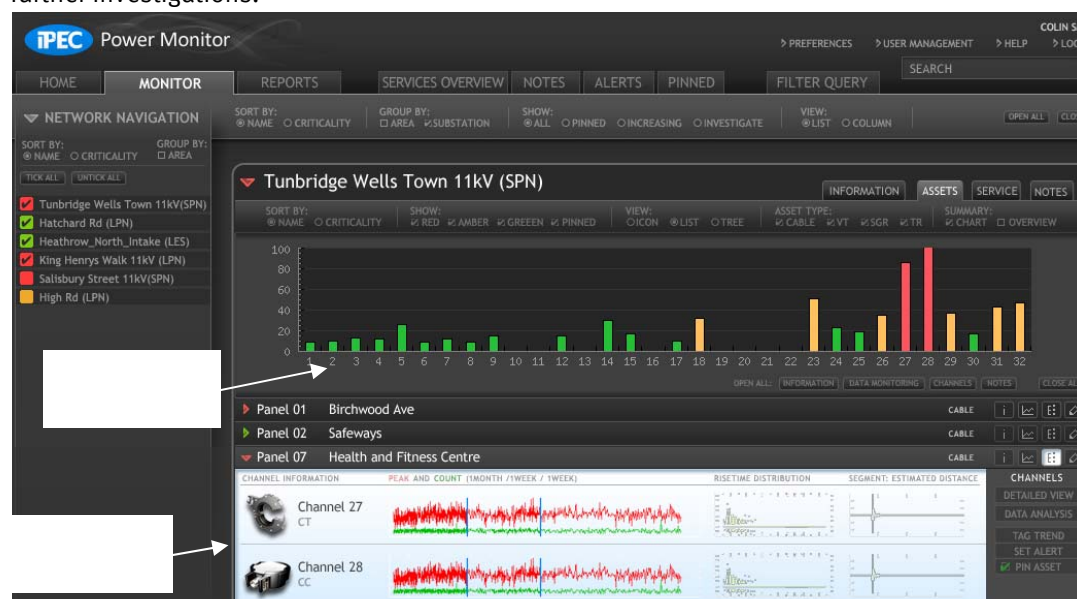 further investigations.
iPEC Power Monitor
COLIN S
PREFERENCES USER MANAGEMENT HELP LOG
SEARCH
HOME MONITOR REPORTS SERVICES OVERVIEW NOTES ALERTS PINNED FILTER QUERY
NETWORK NAVIGATION
SORT BY: GROUP BY:
NAME CRITICALITY AREA
TICK ALL UNTICK ALL
Tunbridge Wells Town 11kV(SPN)
Hatchard Rd (LPN)
Heathrow_North_Intake (LES)
King Henrys Walk 11kV (LPN)
Salisbury Street 11kV(SPN)
High Rd (LPN)
SORT BY: GROUP BY: SHOW: VIEW:
NAME CRITICALITY AREA SUBSTATION ALL PINNED INCREASING INVESTIGATE LIST COLUMN OPEN ALL CLO
Tunbridge Wells Town 11kV (SPN)
INFORMATION ASSETS SERVICE NOTES
SORT BY: SHOW: VIEW: ASSET TYPE: SUMMARY:
NAME CRITICALITY RED AMBER GREEEN PINNED ICON LIST TREE CABLE VT SGR TR CHART OVERVIEW
100
80
60
40
20
0
1 2 3 4 5 6 7 8 9 10 11 12 13 14 15 16 17 18 19 20 21 22 23 24 25 26 27 28 29 30 31 32
OPEN ALL: INFORMATION DATA MONITORING CHANNELS NOTES CLOSE AL
Panel 01 Birchwood Ave CABLE
Panel 02 Safeways CABLE
Panel 07 Health and Fitness Centre CABLE
CHANNEL INFORMATION PEAK AND COUNT (1MONTH /1WEEK / 1WEEK) RISETIME DISTRIBUTION SEGMENT: ESTIMATED DISTANCE
Channel 27
CT
Channel 28
CC
CHANNELS
DETAILED VIEW
DATA ANALYSIS
TAG TREND
SET ALERT
PIN ASSET